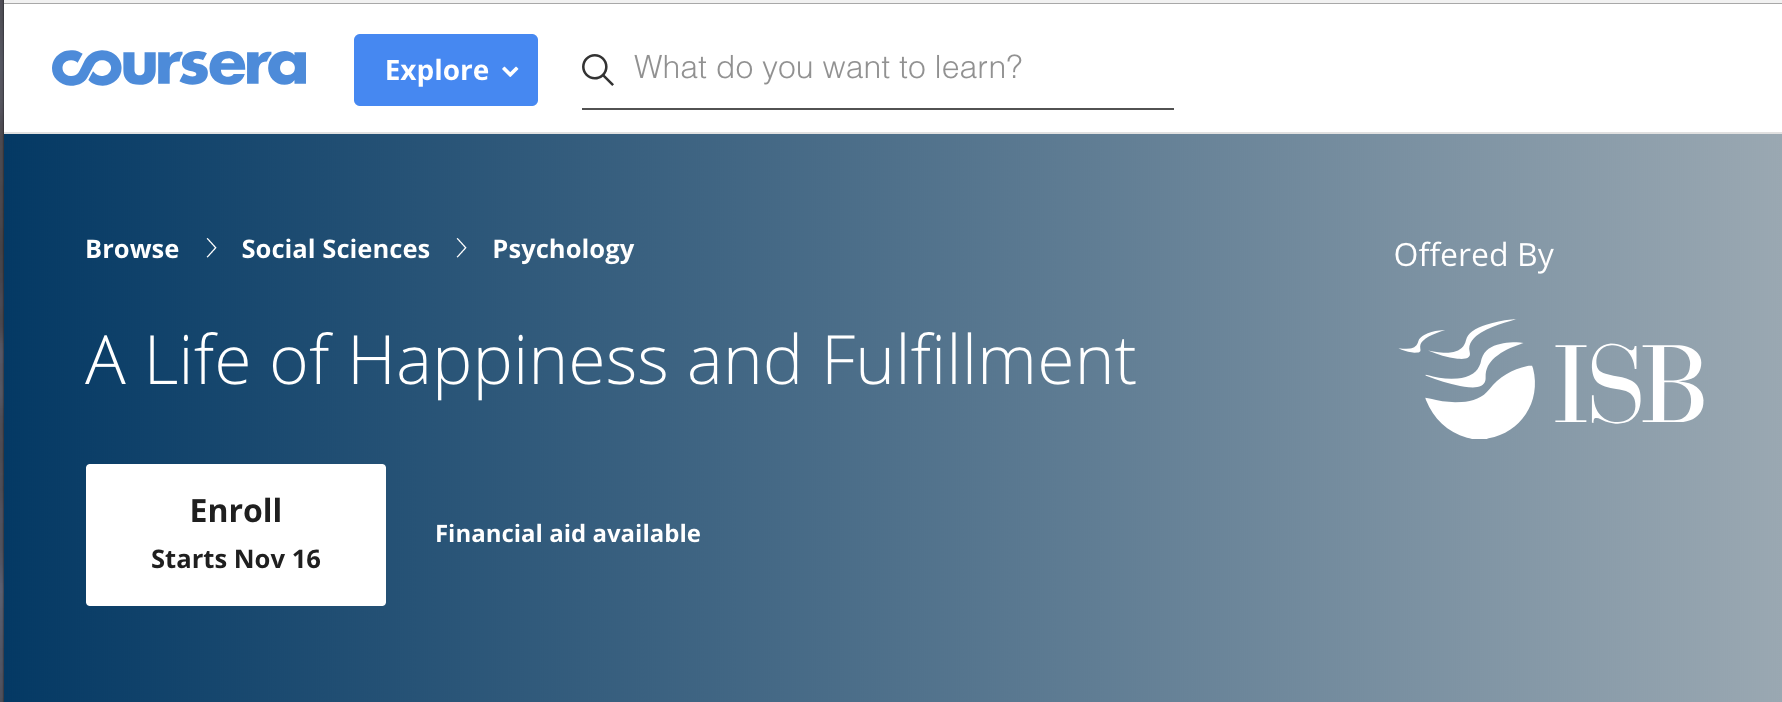 coursera
Explore
What do you want to learn?
Browse > Social Sciences > Psychology
Offered By
A Life of Happiness and Fulfillment
ISB
Enroll
Starts Nov 16
Financial aid available